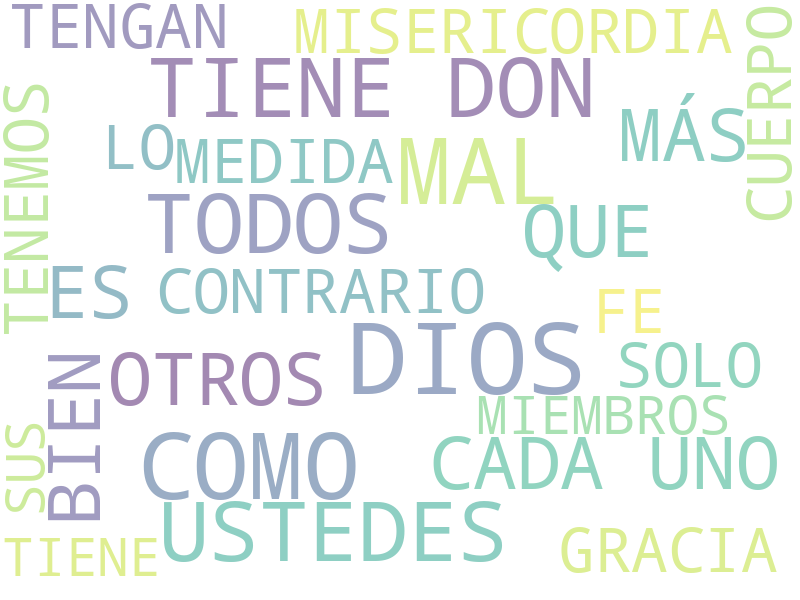 TENGAN
MISERICORDIA
CUERPO
TIENE DON
TENEMOS
MÁS
LO
MEDIDA
MAL
TODOS
QUE
ES
CONTRARIO
FE
DIOS
SOLO
OTROS
BIEN
MIEMBROS
SUS
COMO
CADA UNO
USTEDES
TIENE
GRACIA